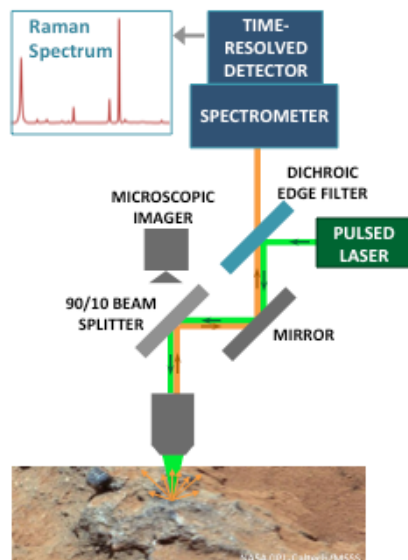 Raman
Spectrum
TIME-
RESOLVED
DETECTOR
SPECTROMETER
DICHROIC
EDGE FILTER
MICROSCOPIC
IMAGER
PULSED
LASER
90/10 BEAM
SPLITTER
MIRROR
NASA/JPL-Caltech/MSSS